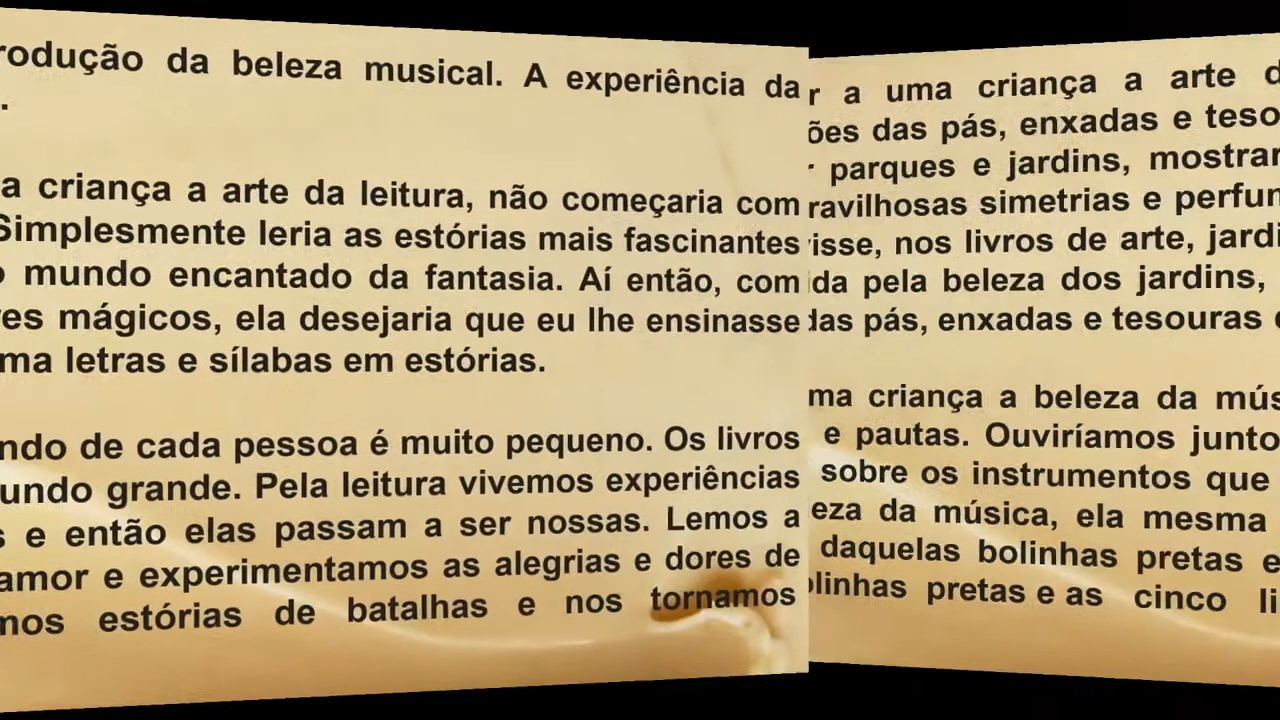 rodução da beleza musical. A experiência da
.
a criança a arte da leitura, não começaria com
Simplesmente leria as estórias mais fascinantes
o mundo encantado da fantasia. Aí então, com
es mágicos, ela desejaria que eu lhe ensinasse
ma letras e sílabas em estórias.
ndo de cada pessoa é muito pequeno. Os livros
undo grande. Pela leitura vivemos experiências
s e então elas passam a ser nossas. Lemos a
amor e experimentamos as alegrias e dores de
mos estórias de batalhas e nos tornamos
r a uma criança a arte d
ões das pás, enxadas e teso
parques e jardins, mostrar
ravilhosas simetrias e perfum
isse, nos livros de arte, jardi
da pela beleza dos jardins,
das pás, enxadas e tesouras
ma criança a beleza da mús
e pautas. Ouviríamos junto
sobre os instrumentos que
eza da música, ela mesma
daquelas bolinhas pretas e
linhas pretas e as cinco li